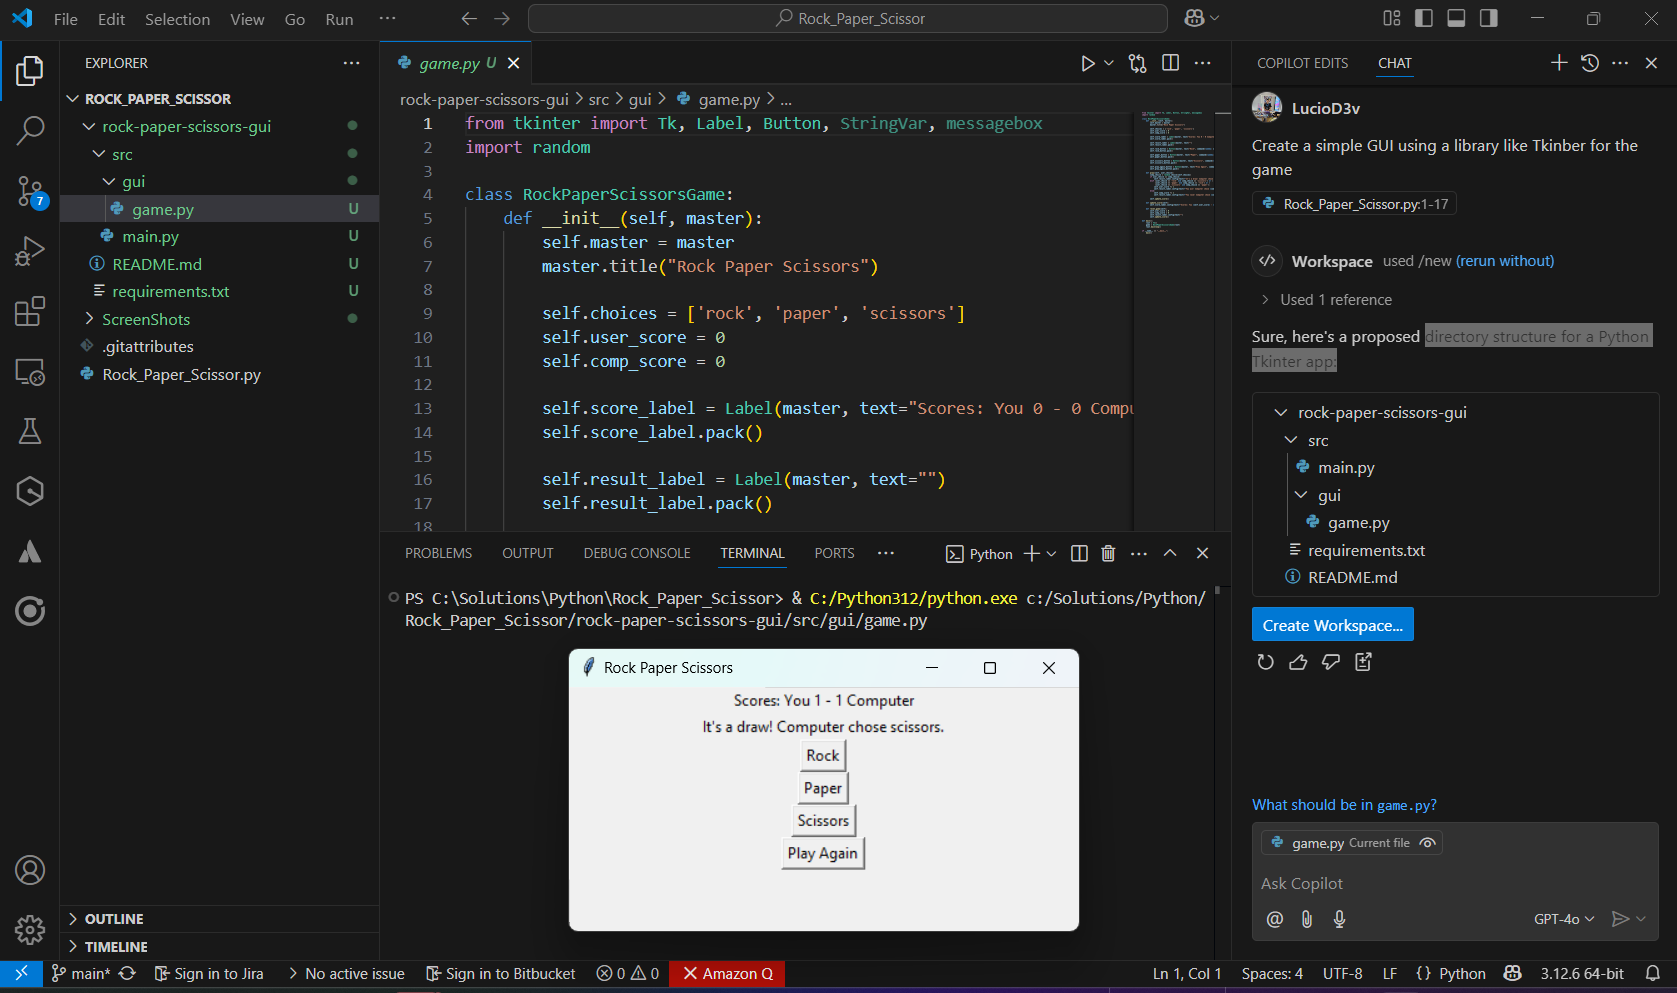 File Edit Selection View Go Run ··· Rock_Paper_Scissor
EXPLORER
ROCK_PAPER_SCISSOR
rock-paper-scissors-gui
src
gui
game.py U
main.py U
README.md U
requirements.txt U
ScreenShots
.gitattributes
Rock_Paper_Scissor.py
OUTLINE
TIMELINE
7
game.py U
rock-paper-scissors-gui > src > gui > game.py > ...
1 from tkinter import Tk, Label, Button, StringVar, messagebox
2 import random
3
4 class RockPaperScissorsGame:
5 def __init__(self, master):
6 self.master = master
7 master.title("Rock Paper Scissors")
8
9 self.choices = ['rock', 'paper', 'scissors']
10 self.user_score = 0
11 self.comp_score = 0
12
13 self.score_label = Label(master, text="Scores: You 0 - 0 Compu
14 self.score_label.pack()
15
16 self.result_label = Label(master, text="")
17 self.result_label.pack()
18
PROBLEMS OUTPUT DEBUG CONSOLE TERMINAL PORTS ··· Python
PS C:\Solutions\Python\Rock_Paper_Scissor> & C:/Python312/python.exe c:/Solutions/Python/
Rock_Paper_Scissor/rock-paper-scissors-gui/src/gui/game.py
Rock Paper Scissors
Scores: You 1 - 1 Computer
It's a draw! Computer chose scissors.
Rock
Paper
Scissors
Play Again
COPILOT EDITS CHAT
LucioD3v
Create a simple GUI using a library like Tkinber for the
game
Rock_Paper_Scissor.py:1-17
Workspace used /new (rerun without)
Used 1 reference
Sure, here's a proposed directory structure for a Python
Tkinter app:
rock-paper-scissors-gui
src
main.py
gui
game.py
requirements.txt
README.md
Create Workspace...
What should be in game.py?
game.py Current file
Ask Copilot
GPT-4o
main* Sign in to Jira No active issue Sign in to Bitbucket 0 0 Amazon Q Ln 1, Col 1 Spaces: 4 UTF-8 LF {} Python 3.12.6 64-bit